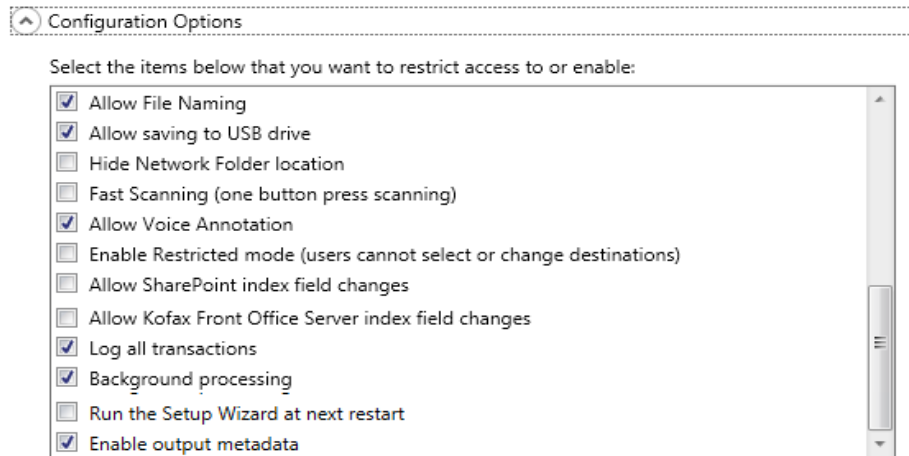 Configuration Options
Select the items below that you want to restrict access to or enable:
Allow File Naming
Allow saving to USB drive
Hide Network Folder location
Fast Scanning (one button press scanning)
Allow Voice Annotation
Enable Restricted mode (users cannot select or change destinations)
Allow SharePoint index field changes
Allow Kofax Front Office Server index field changes
Log all transactions
Background processing
Run the Setup Wizard at next restart
Enable output metadata